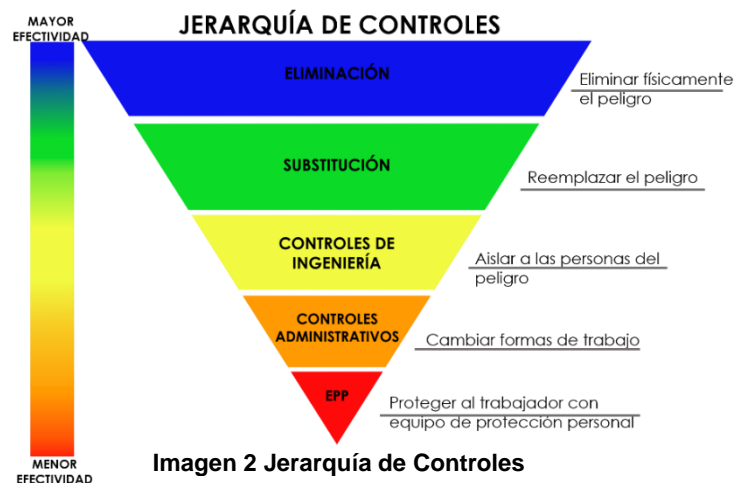 MAYOR
EFECTIVIDAD
JERARQUÍA DE CONTROLES
ELIMINACIÓN
Eliminar físicamente
el peligro
SUBSTITUCIÓN
Reemplazar el peligro
CONTROLES DE
INGENIERÍA
Aislar a las personas del
peligro
CONTROLES
ADMINISTRATIVOS
Cambiar formas de trabajo
EPP
Proteger al trabajador con
equipo de protección personal
MENOR
EFECTIVIDAD
Imagen 2 Jerarquía de Controles